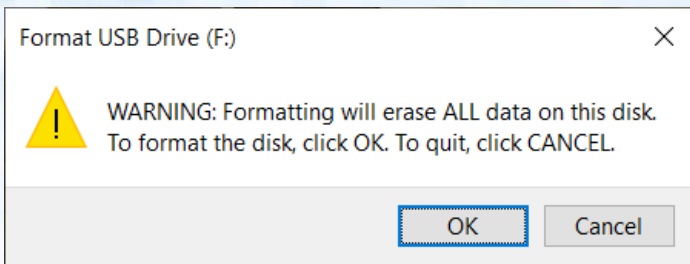 Format USB Drive (F:)
WARNING: Formatting will erase ALL data on this disk.
To format the disk, click OK. To quit, click CANCEL.
OK Cancel